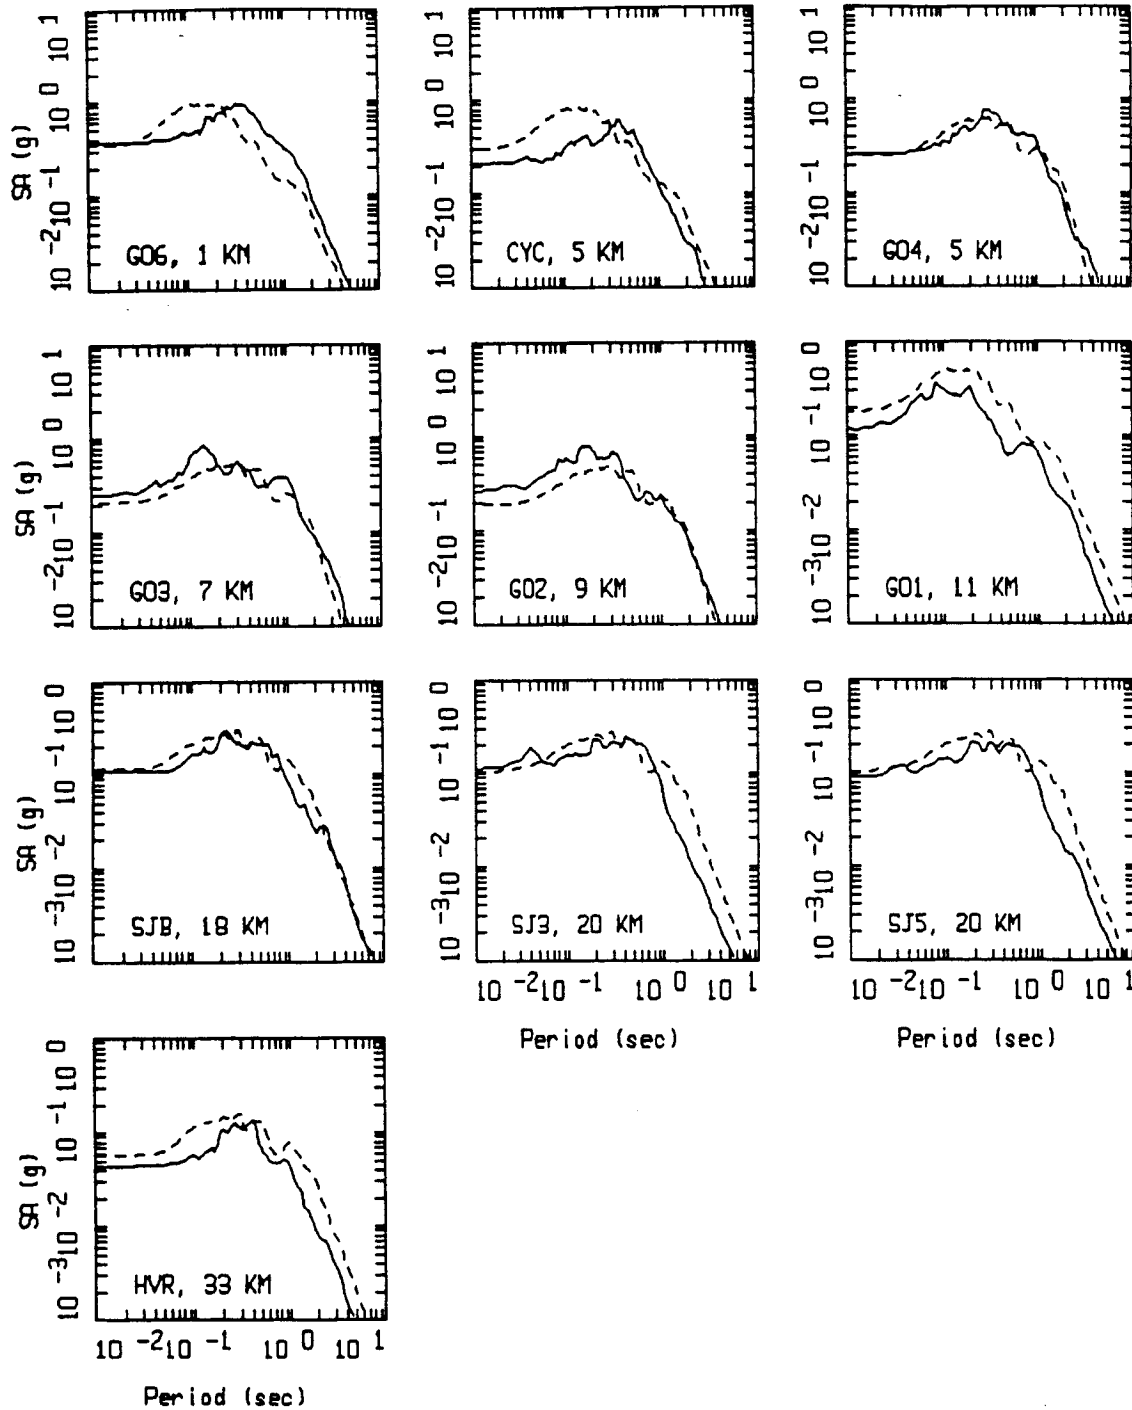 SA (g)
10 1
10 0
10 -1
10 -2
G06, 1 KM
10 1
10 0
10 -1
10 -2
CYC, 5 KM
10 1
10 0
10 -1
10 -2
G04, 5 KM
SA (g)
10 1
10 0
10 -1
10 -2
G03, 7 KM
10 1
10 0
10 -1
10 -2
G02, 9 KM
10 0
10 -1
10 -2
10 -3
G01, 11 KM
SA (g)
10 0
10 -1
10 -2
10 -3
SJB, 18 KM
10 0
10 -1
10 -2
10 -3
SJ3, 20 KM
10 -2 10 -1 10 0 10 1
Period (sec)
10 0
10 -1
10 -2
10 -3
SJ5, 20 KM
10 -2 10 -1 10 0 10 1
Period (sec)
SA (g)
10 0
10 -1
10 -2
10 -3
HVR, 33 KM
10 -2 10 -1 10 0 10 1
Period (sec)